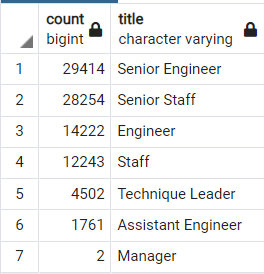 count title
bigint character varying
1 29414 Senior Engineer
2 28254 Senior Staff
3 14222 Engineer
4 12243 Staff
5 4502 Technique Leader
6 1761 Assistant Engineer
7 2 Manager